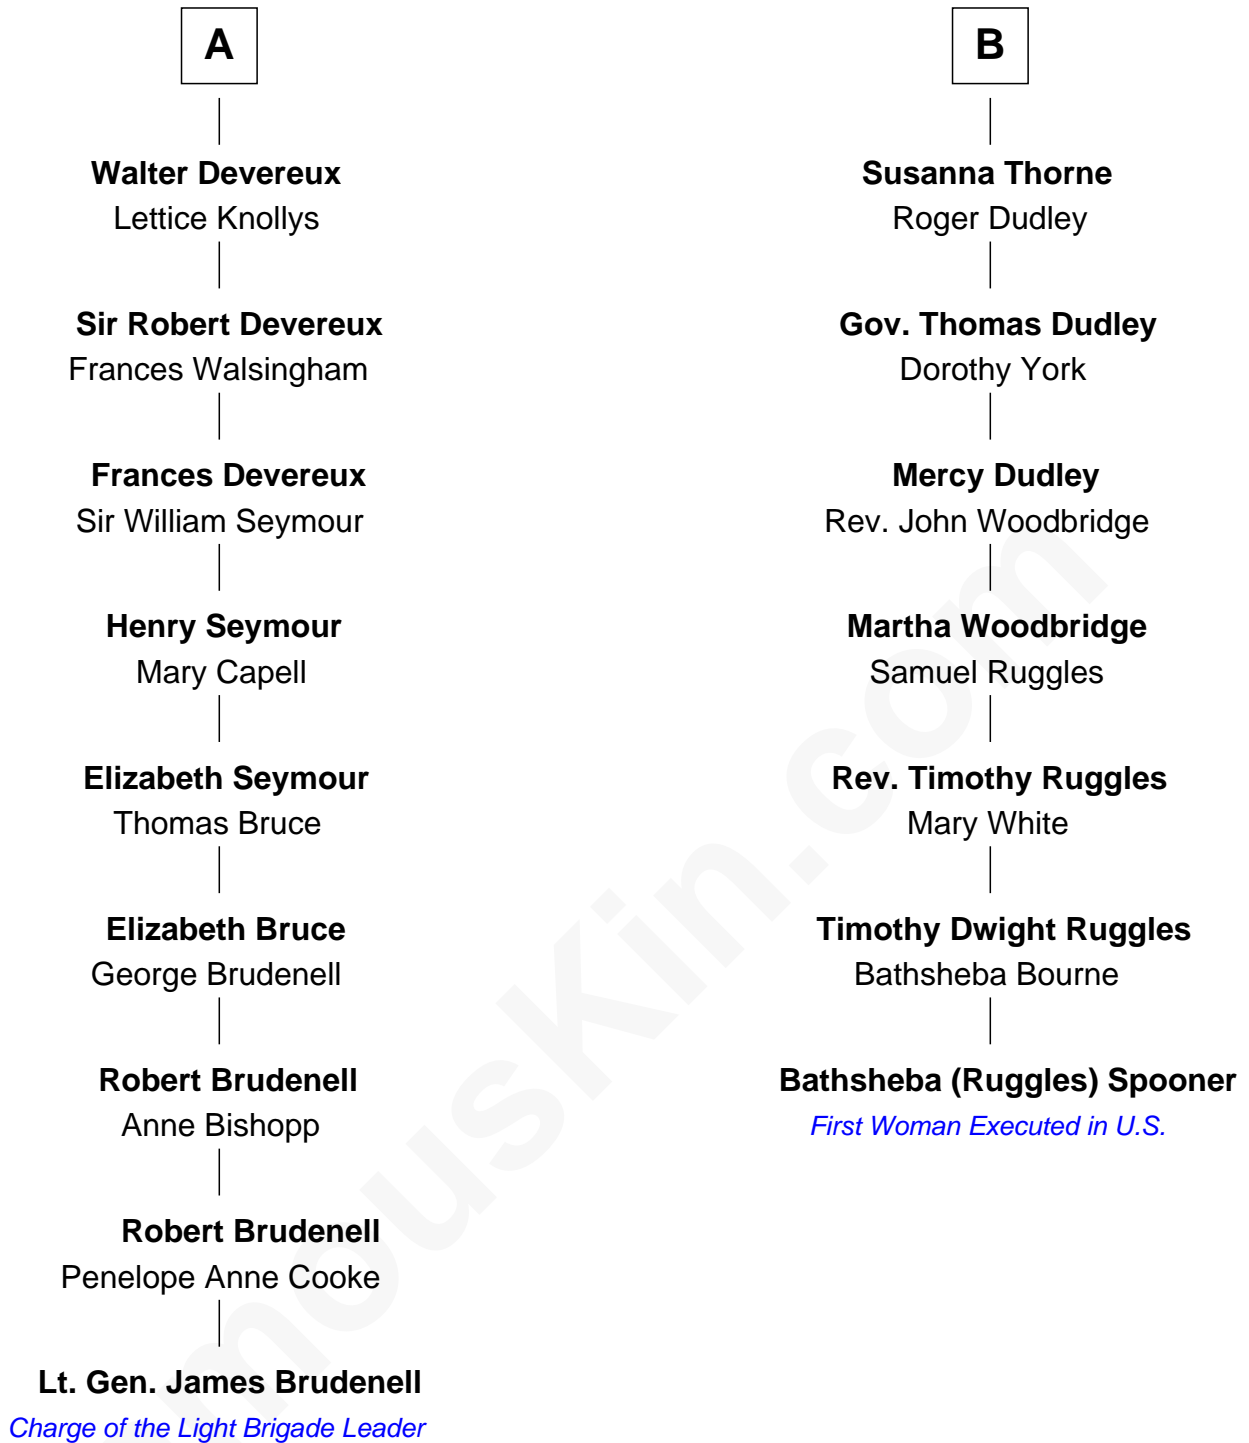 A
Walter Devereux
Lettice Knollys
Sir Robert Devereux
Frances Walsingham
Frances Devereux
Sir William Seymour
Henry Seymour
Mary Capell
Elizabeth Seymour
Thomas Bruce
Elizabeth Bruce
George Brudenell
Robert Brudenell
Anne Bishopp
Robert Brudenell
Penelope Anne Cooke
Lt. Gen. James Brudenell
Charge of the Light Brigade Leader
B
Susanna Thorne
Roger Dudley
Gov. Thomas Dudley
Dorothy York
Mercy Dudley
Rev. John Woodbridge
Martha Woodbridge
Samuel Ruggles
Rev. Timothy Ruggles
Mary White
Timothy Dwight Ruggles
Bathsheba Bourne
Bathsheba (Ruggles) Spooner
First Woman Executed in U.S.
mousKin.com